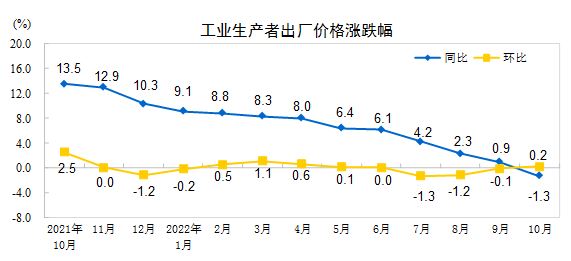 工业生产者出厂价格涨跌幅
(%)
同比
环比
20.0
16.0
12.0
8.0
4.0
0.0
-4.0
-8.0
13.5
12.9
10.3
9.1
8.8
8.3
8.0
6.4
6.1
4.2
2.3
0.9
-1.3
2.5
0.0
-1.2
-0.2
0.5
1.1
0.6
0.1
0.0
-1.3
-1.2
-0.1
0.2
2021年
10月
11月
12月
2022年
1月
2月
3月
4月
5月
6月
7月
8月
9月
10月